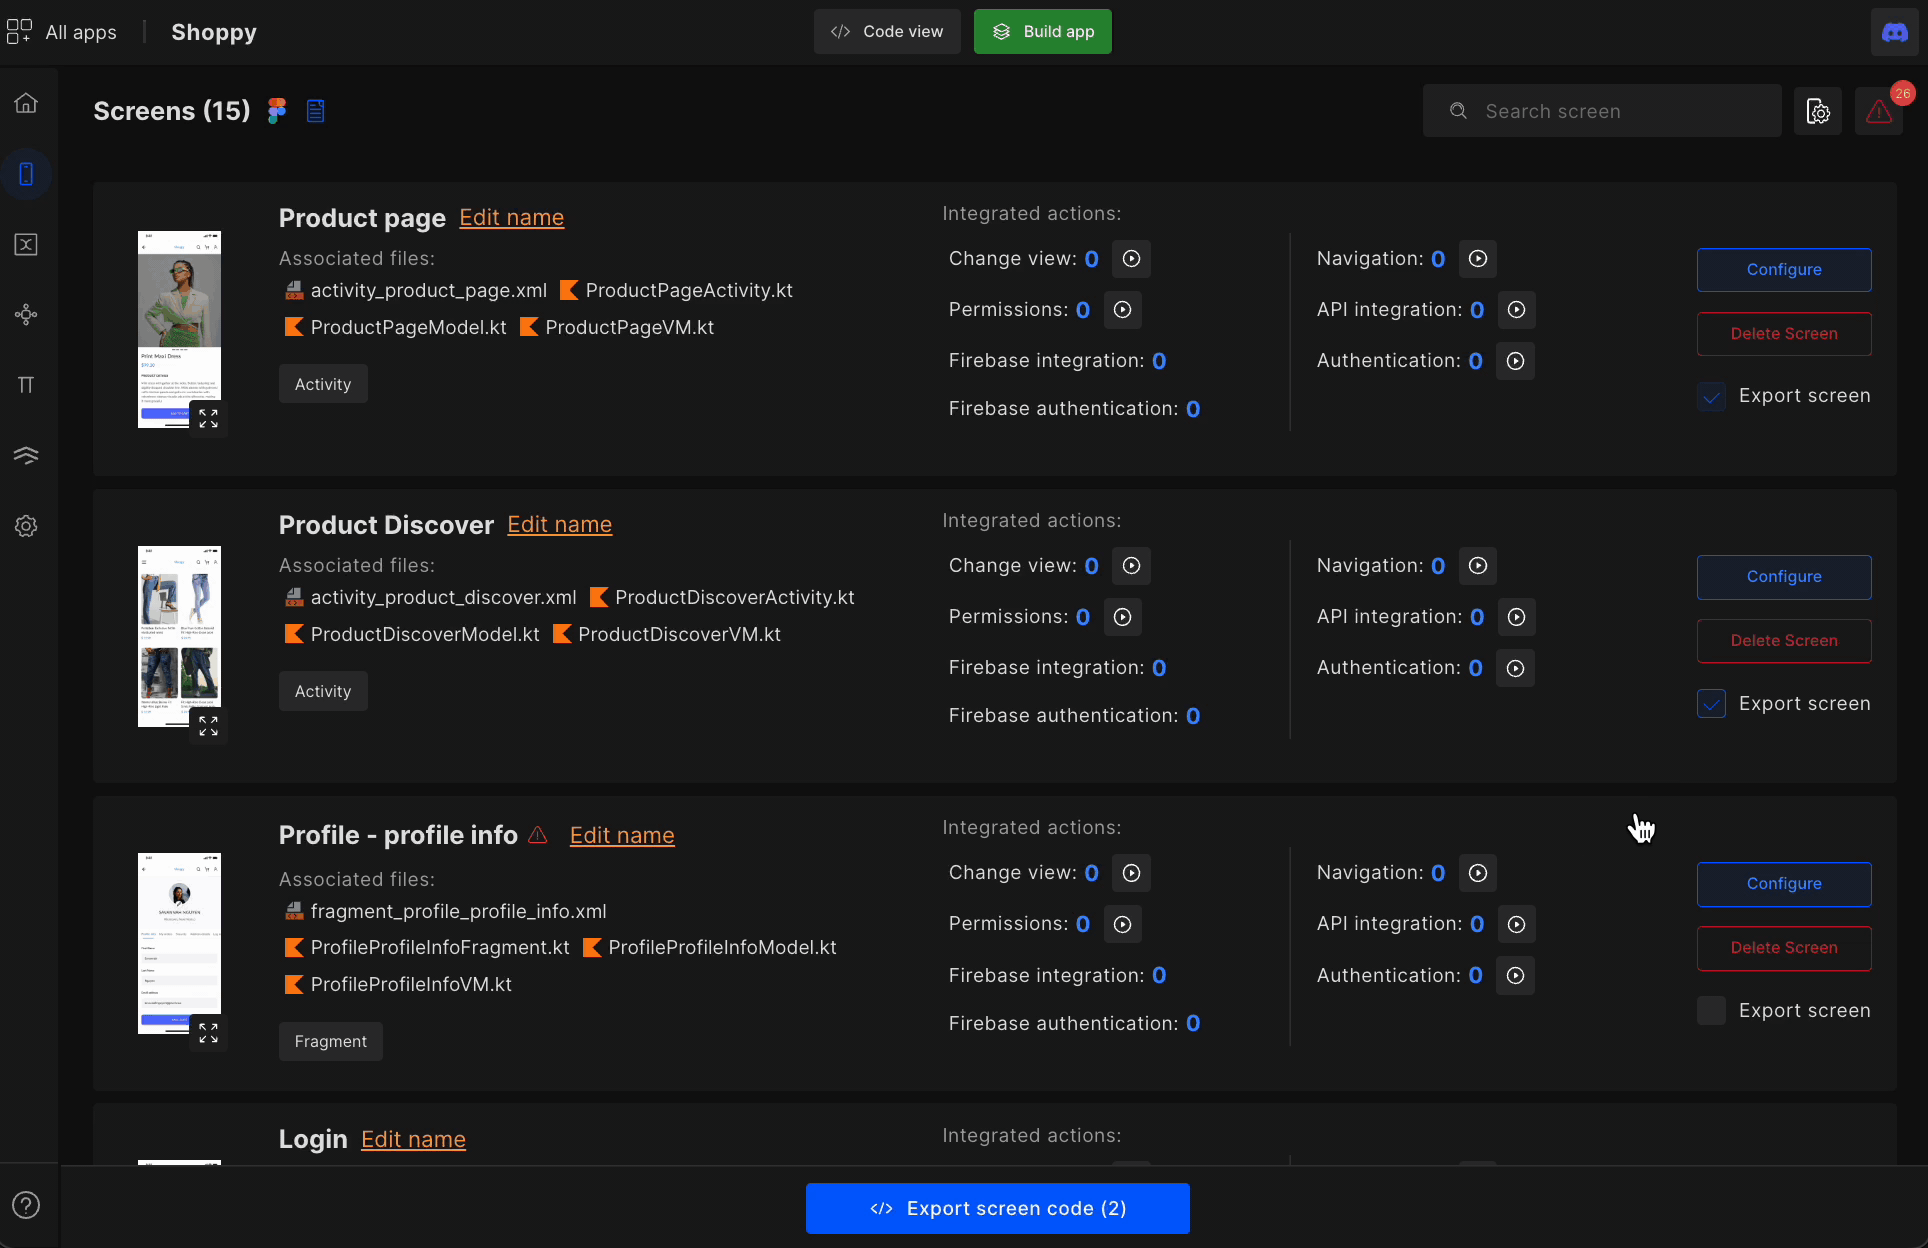 All apps
Shoppy
Code view
Build app
Screens (15)
Search screen
26
Product page Edit name
Associated files:
activity_product_page.xml ProductPageActivity.kt
ProductPageModel.kt ProductPageVM.kt
Activity
Print Maxi Dress
Integrated actions:
Change view: 0
Permissions: 0
Firebase integration: 0
Firebase authentication: 0
Navigation: 0
API integration: 0
Authentication: 0
Configure
Delete Screen
Export screen
Product Discover Edit name
Associated files:
activity_product_discover.xml ProductDiscoverActivity.kt
ProductDiscoverModel.kt ProductDiscoverVM.kt
Activity
Integrated actions:
Change view: 0
Permissions: 0
Firebase integration: 0
Firebase authentication: 0
Navigation: 0
API integration: 0
Authentication: 0
Configure
Delete Screen
Export screen
Profile - profile info Edit name
Associated files:
fragment_profile_profile_info.xml
ProfileProfileInfoFragment.kt ProfileProfileInfoModel.kt
ProfileProfileInfoVM.kt
Fragment
Integrated actions:
Change view: 0
Permissions: 0
Firebase integration: 0
Firebase authentication: 0
Navigation: 0
API integration: 0
Authentication: 0
Configure
Delete Screen
Export screen
Login Edit name
Integrated actions:
Export screen code (2)